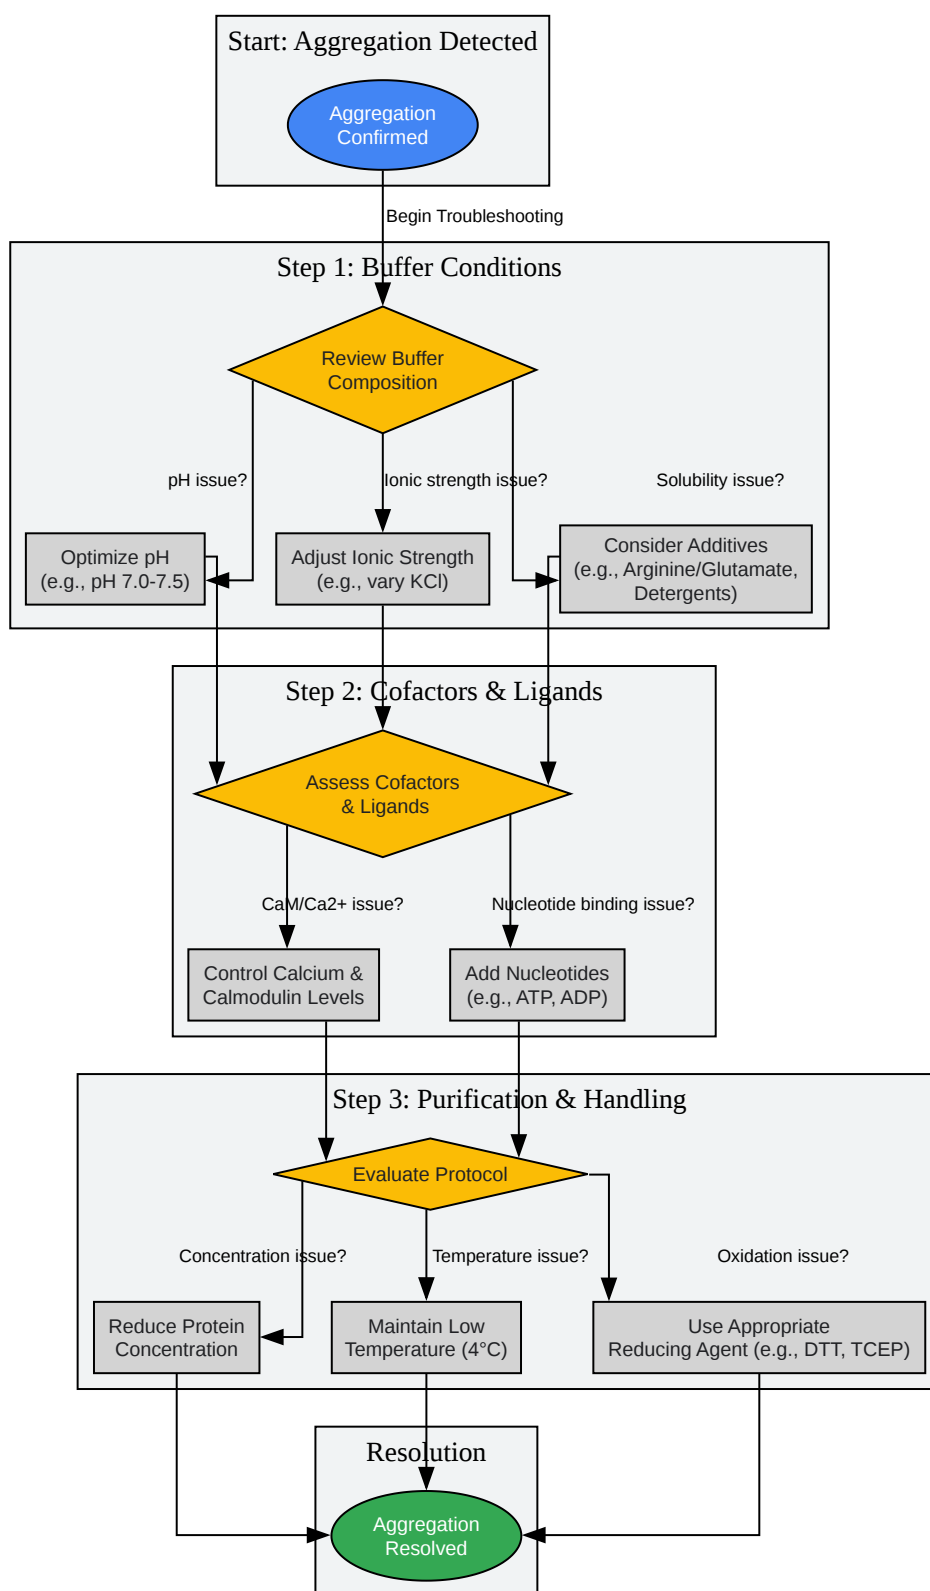 Start: Aggregation Detected
Aggregation
Confirmed
Begin Troubleshooting
Step 1: Buffer Conditions
Review Buffer
Composition
pH issue?
Ionic strength issue?
Solubility issue?
Optimize pH
(e.g., pH 7.0-7.5)
Adjust Ionic Strength
(e.g., vary KCl)
Consider Additives
(e.g., Arginine/Glutamate,
Detergents)
Step 2: Cofactors & Ligands
Assess Cofactors
& Ligands
CaM/Ca2+ issue?
Nucleotide binding issue?
Control Calcium &
Calmodulin Levels
Add Nucleotides
(e.g., ATP, ADP)
Step 3: Purification & Handling
Evaluate Protocol
Concentration issue?
Temperature issue?
Oxidation issue?
Reduce Protein
Concentration
Maintain Low
Temperature (4°C)
Use Appropriate
Reducing Agent (e.g., DTT, TCEP)
Resolution
Aggregation
Resolved